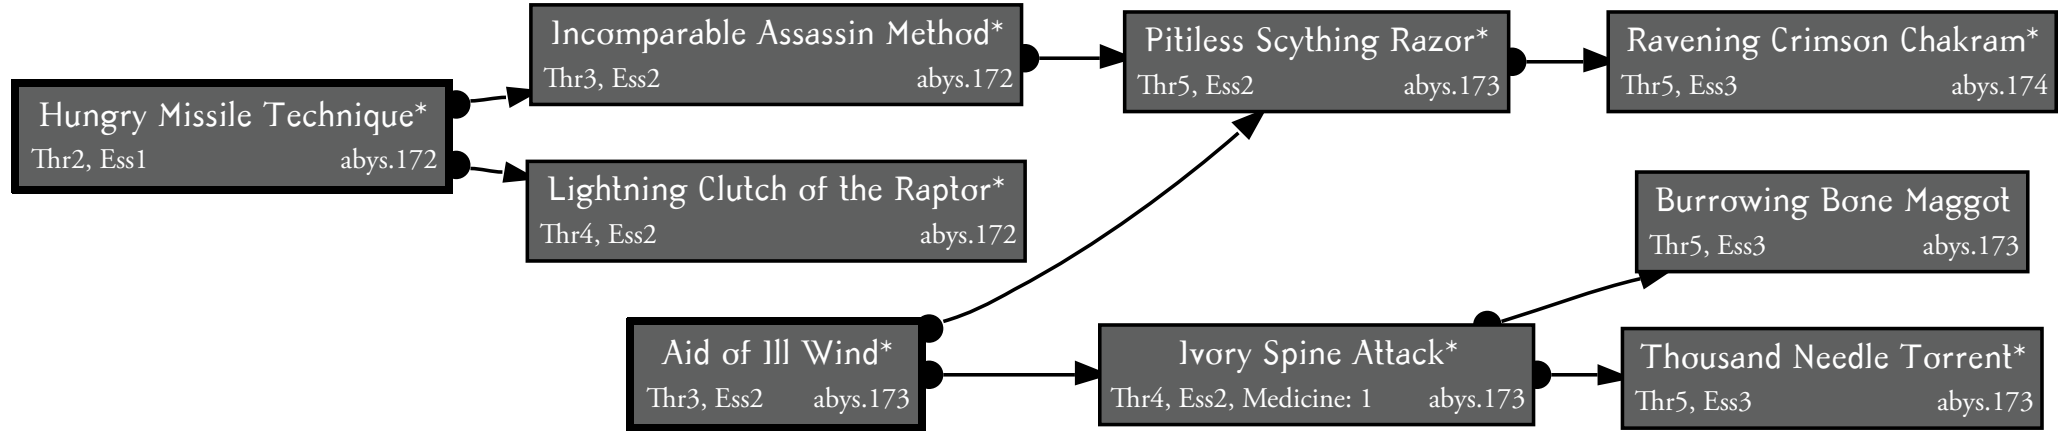 Hungry Missile Technique*
Thr2, Ess1 abys.172
Incomparable Assassin Method*
Thr3, Ess2 abys.172
Lightning Clutch of the Raptor*
Thr4, Ess2 abys.172
Pitiless Scything Razor*
Thr5, Ess2 abys.173
Ravening Crimson Chakram*
Thr5, Ess3 abys.174
Aid of Ill Wind*
Thr3, Ess2 abys.173
Ivory Spine Attack*
Thr4, Ess2, Medicine: 1 abys.173
Burrowing Bone Maggot
Thr5, Ess3 abys.173
Thousand Needle Torrent*
Thr5, Ess3 abys.173